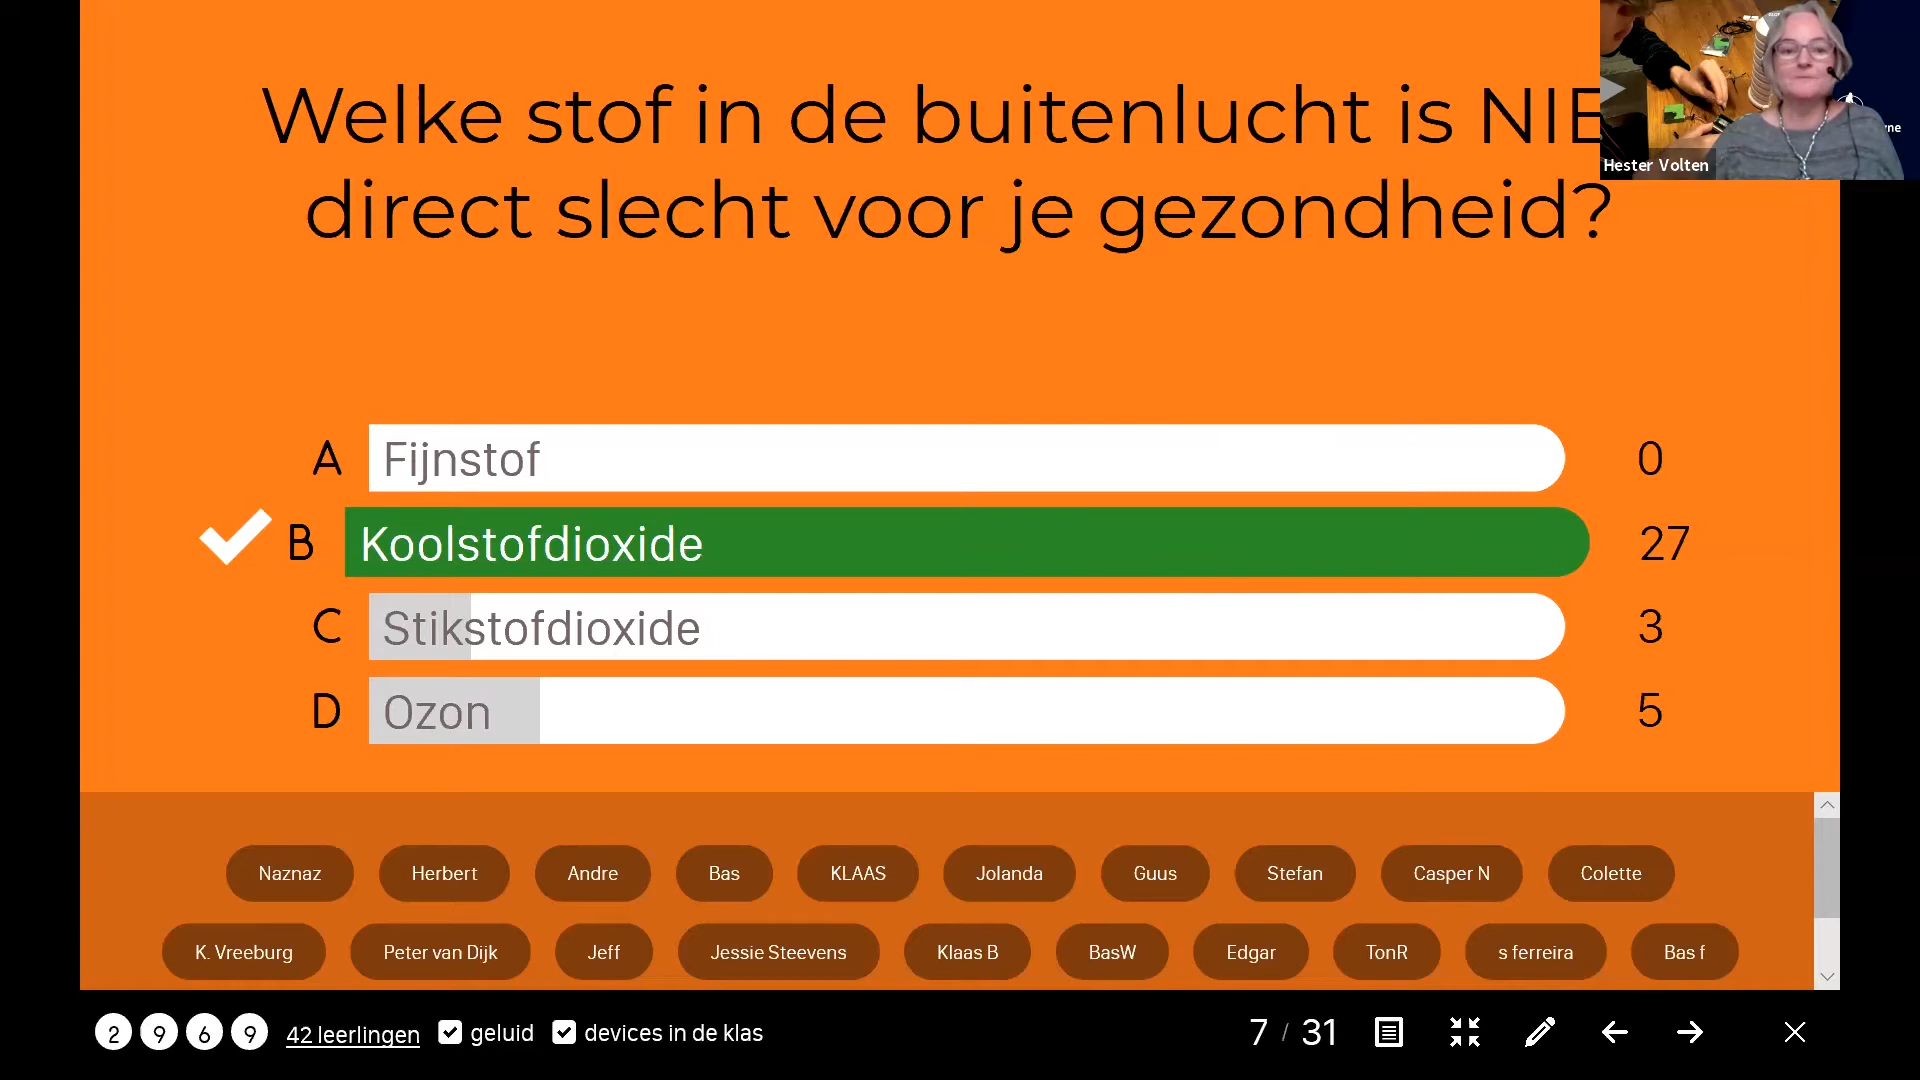 Welke stof in de buitenlucht is NIE
direct slecht voor je gezondheid?
Hester Volten
A Fijnstof 0
B Koolstofdioxide 27
C Stikstofdioxide 3
D Ozon 5
Naznaz Herbert Andre Bas KLAAS Jolanda Guus Stefan Casper N Colette
K. Vreeburg Peter van Dijk Jeff Jessie Steevens Klaas B BasW Edgar TonR s ferreira Bas f
2 9 6 9 42 leerlingen geluid devices in de klas 7 / 31